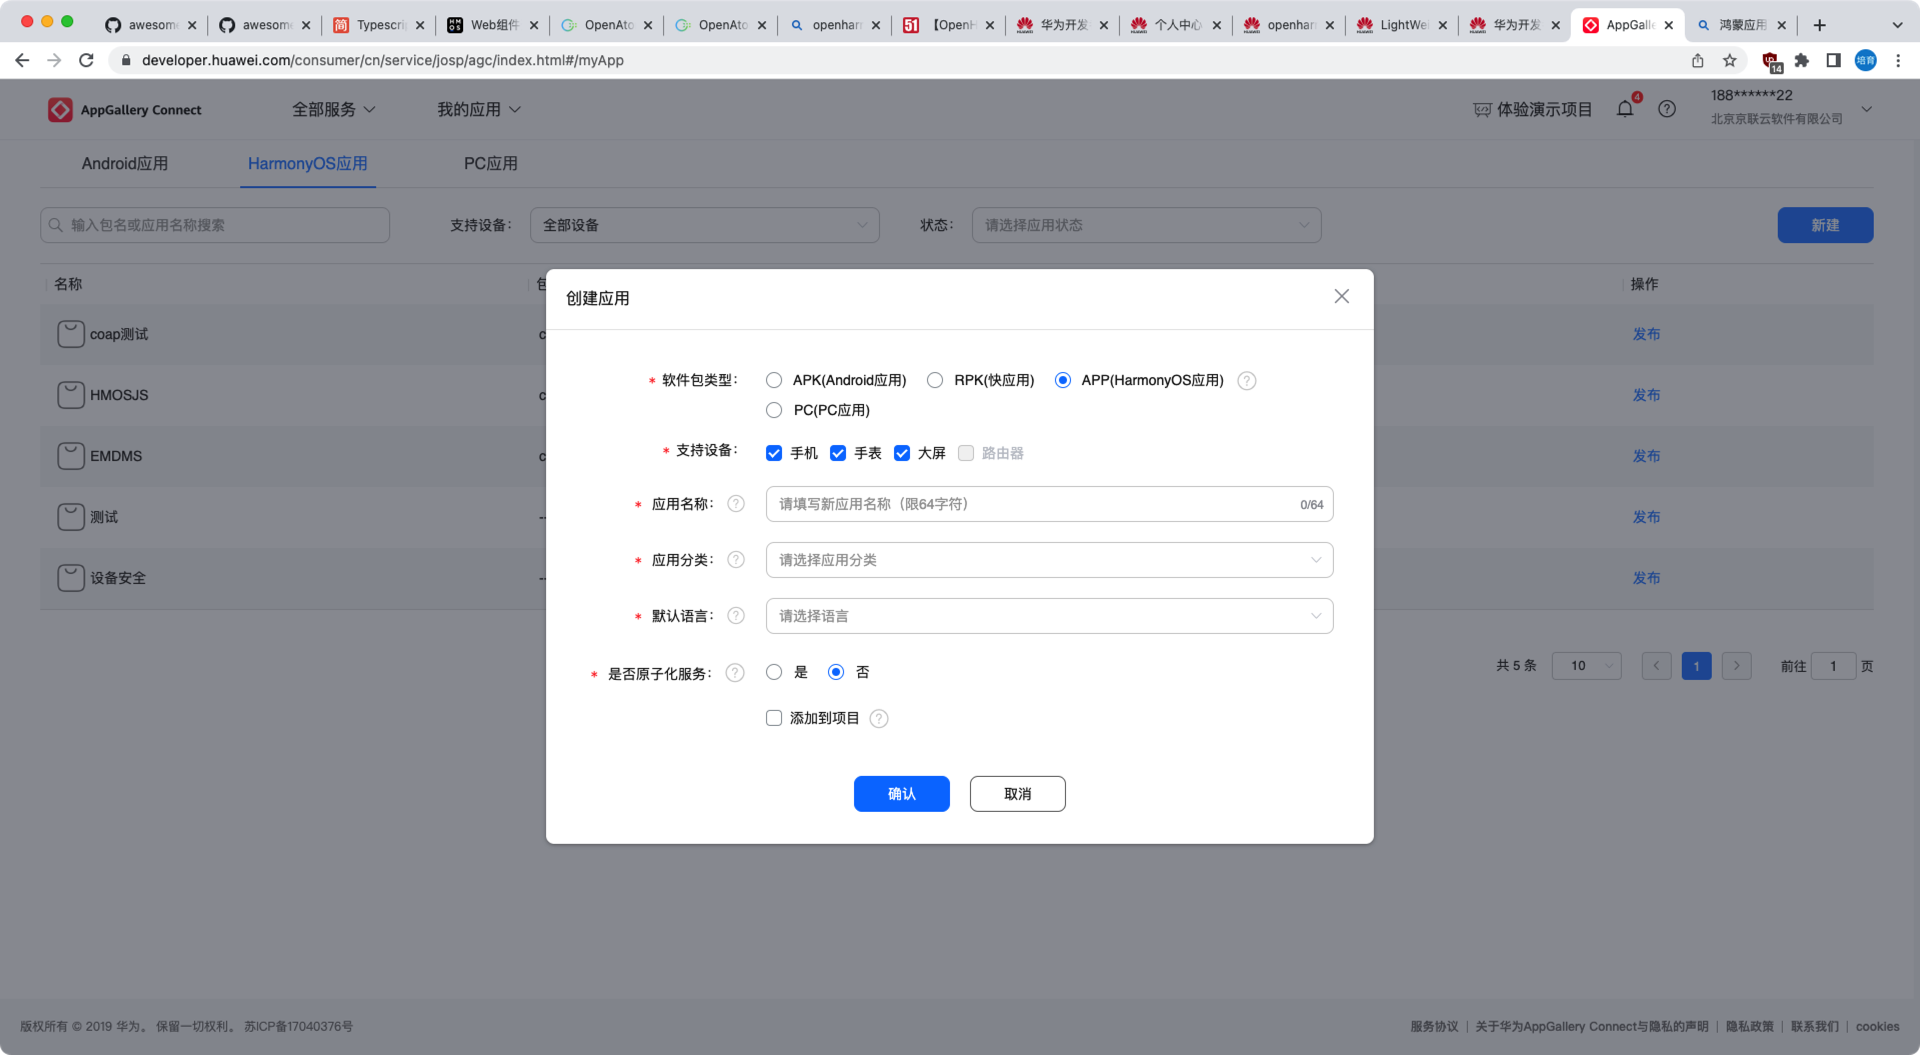 awesome
awesome
Typescri
Web组件
OpenAto
OpenAto
openhar
【OpenH
华为开发
个人中心
openhar
LightWe
华为开发
AppGalle
鸿蒙应用
developer.huawei.com/consumer/cn/service/josp/agc/index.html#/myApp
14
培育
AppGallery Connect
全部服务
我的应用
体验演示项目
4
188******22
北京京联云软件有限公司
Android应用
HarmonyOS应用
PC应用
输入包名或应用名称搜索
支持设备：
全部设备
状态：
请选择应用状态
新建
名称
包
操作
coap测试
c
发布
HMOSJS
c
发布
EMDMS
c
发布
测试
--
发布
设备安全
--
发布
创建应用
* 软件包类型： APK(Android应用) RPK(快应用) APP(HarmonyOS应用) ?
PC(PC应用)
* 支持设备： 手机 手表 大屏 路由器
* 应用名称： ? 请填写新应用名称（限64字符） 0/64
* 应用分类： ? 请选择应用分类
* 默认语言： ? 请选择语言
* 是否原子化服务： ? 是 否
添加到项目 ?
确认 取消
共 5 条 10 < 1 > 前往 1 页
版权所有 © 2019 华为。 保留一切权利。 苏ICP备17040376号
服务协议 | 关于华为AppGallery Connect与隐私的声明 | 隐私政策 | 联系我们 | cookies